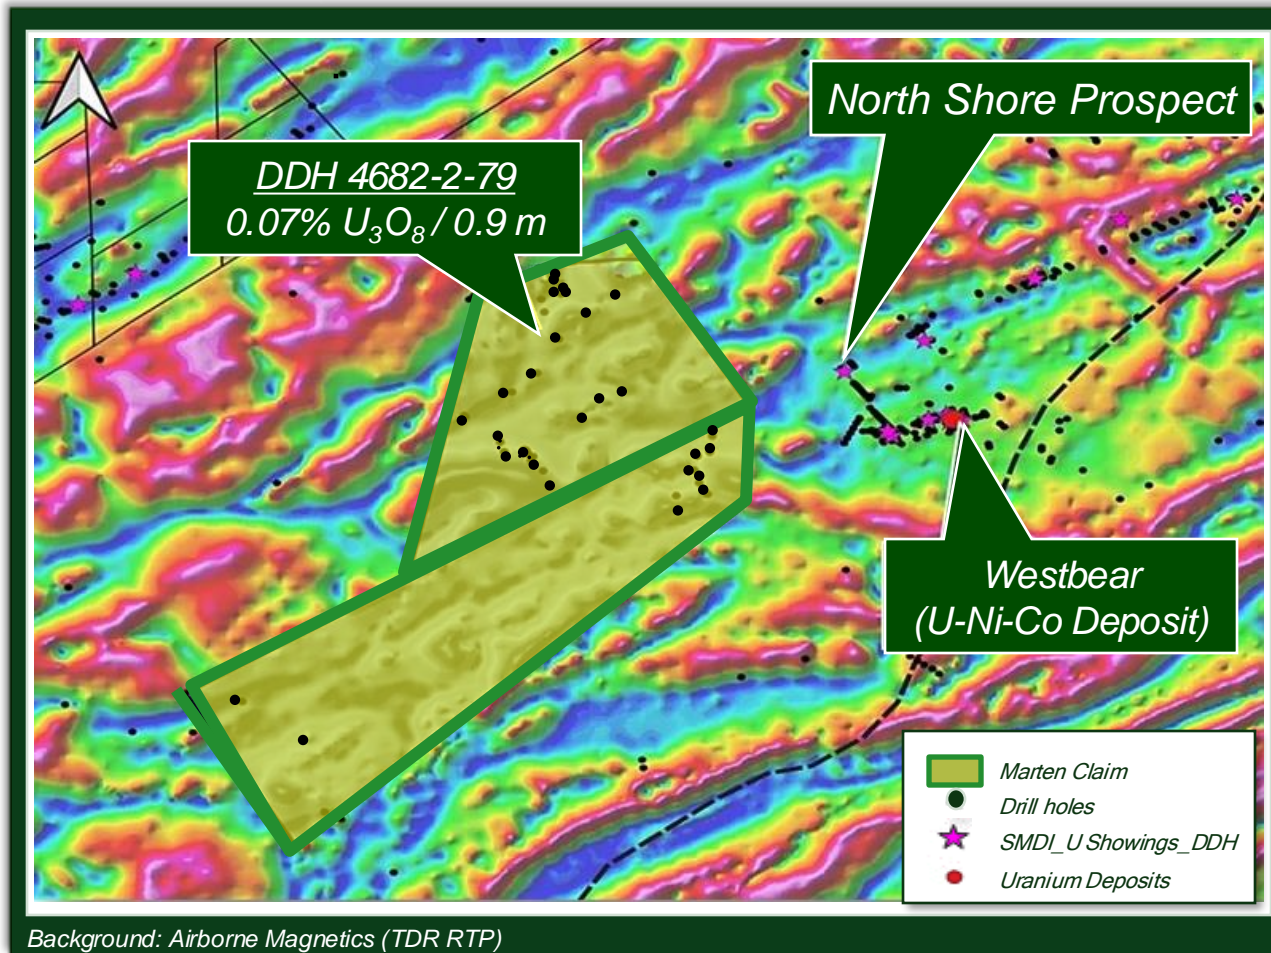 North Shore Prospect
DDH 4682-2-79
0.07% U₃O₈ / 0.9 m
Westbear
(U-Ni-Co Deposit)
Marten Claim
Drill holes
SMDI_U Showings_DDH
Uranium Deposits
Background: Airborne Magnetics (TDR RTP)